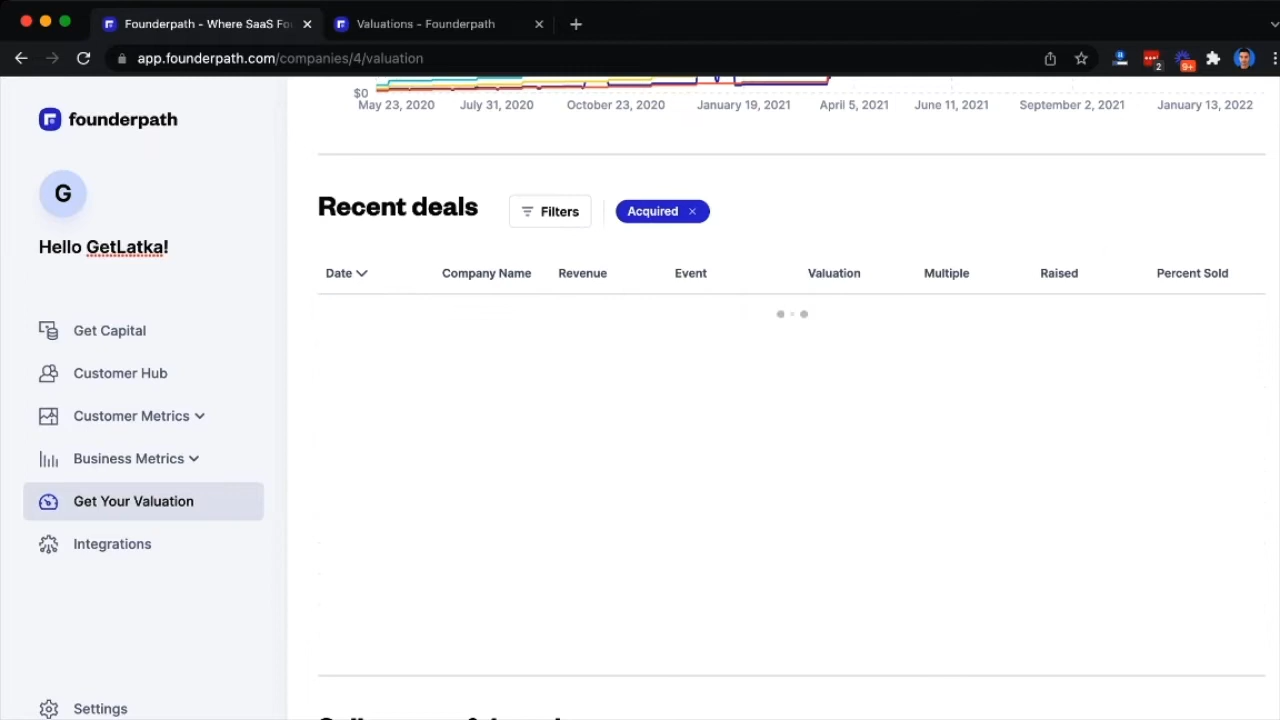 Founderpath - Where SaaS Fo
Valuations - Founderpath
app.founderpath.com/companies/4/valuation
2
9+
founderpath
G
Hello GetLatka!
Get Capital
Customer Hub
Customer Metrics
Business Metrics
Get Your Valuation
Integrations
Settings
$0
May 23, 2020 July 31, 2020 October 23, 2020 January 19, 2021 April 5, 2021 June 11, 2021 September 2, 2021 January 13, 2022
Recent deals Filters Acquired
Date Company Name Revenue Event Valuation Multiple Raised Percent Sold